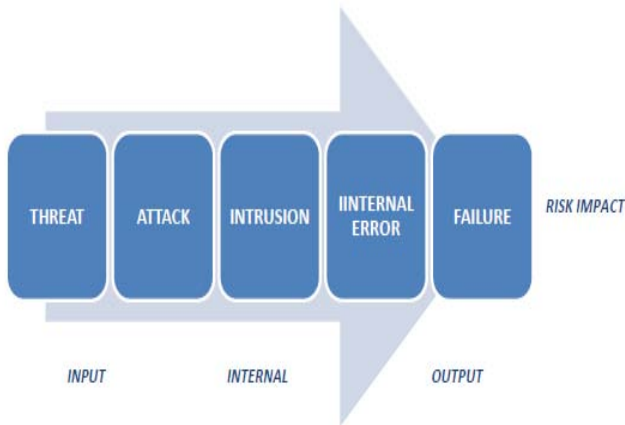 THREAT
ATTACK
INTRUSION
IINTERNAL
ERROR
FAILURE
RISK IMPACT
INPUT
INTERNAL
OUTPUT